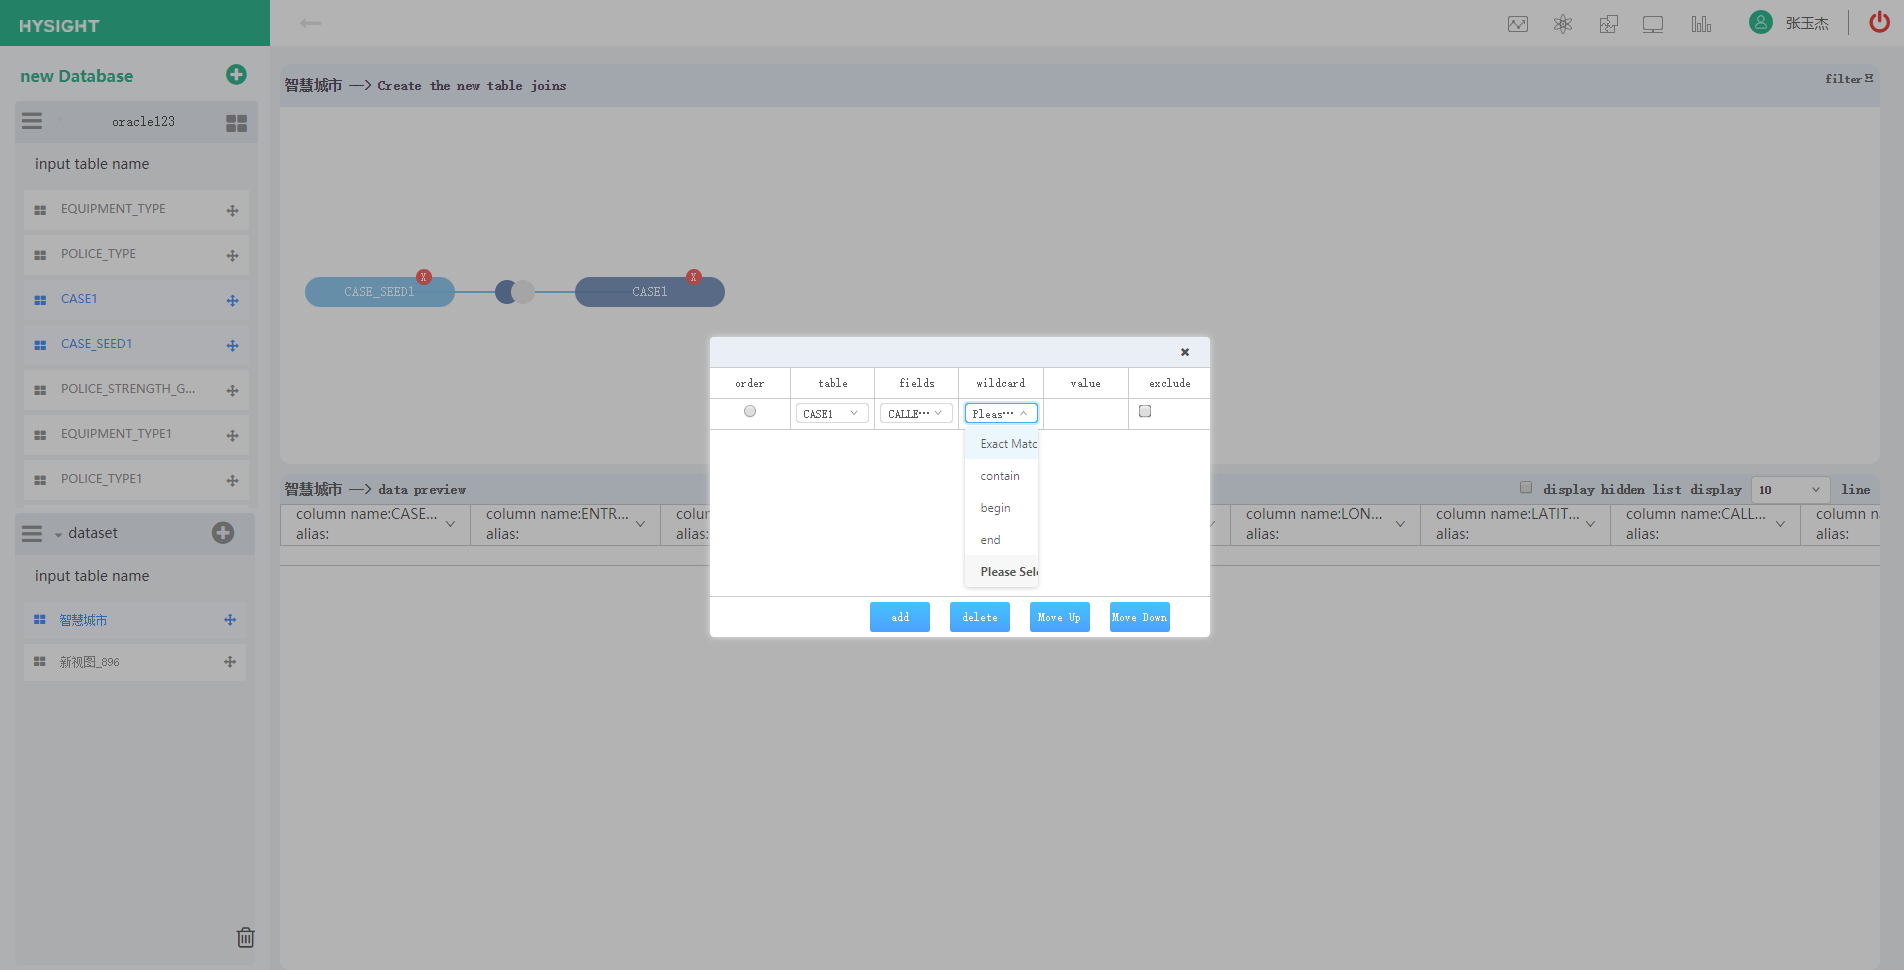 HYSIGHT
张玉杰
new Database
oracle123
input table name
EQUIPMENT_TYPE
POLICE_TYPE
CASE1
CASE_SEED1
POLICE_STRENGTH_G...
EQUIPMENT_TYPE1
POLICE_TYPE1
dataset
input table name
智慧城市
新视图_896
智慧城市 —> Create the new table joins
filter
CASE_SEED1
X
CASE1
X
order table fields wildcard value exclude
CASE1 CALLE··· Pleas···
Exact Matc
contain
begin
end
Please Sele
add delete Move Up Move Down
智慧城市 —> data preview
display hidden list display 10 line
column name:CASE... column name:ENTR... colun column name:LON... column name:LATIT... column name:CALL... column n
alias: alias: alias: alias: alias: alias: alias: